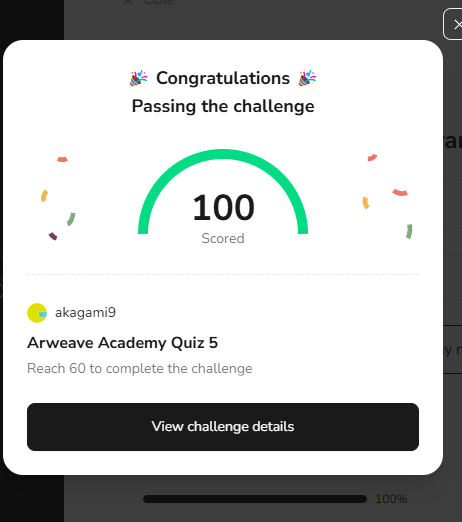 Close
Congratulations
Passing the challenge
100
Scored
akagami9
Arweave Academy Quiz 5
Reach 60 to complete the challenge
View challenge details
100%